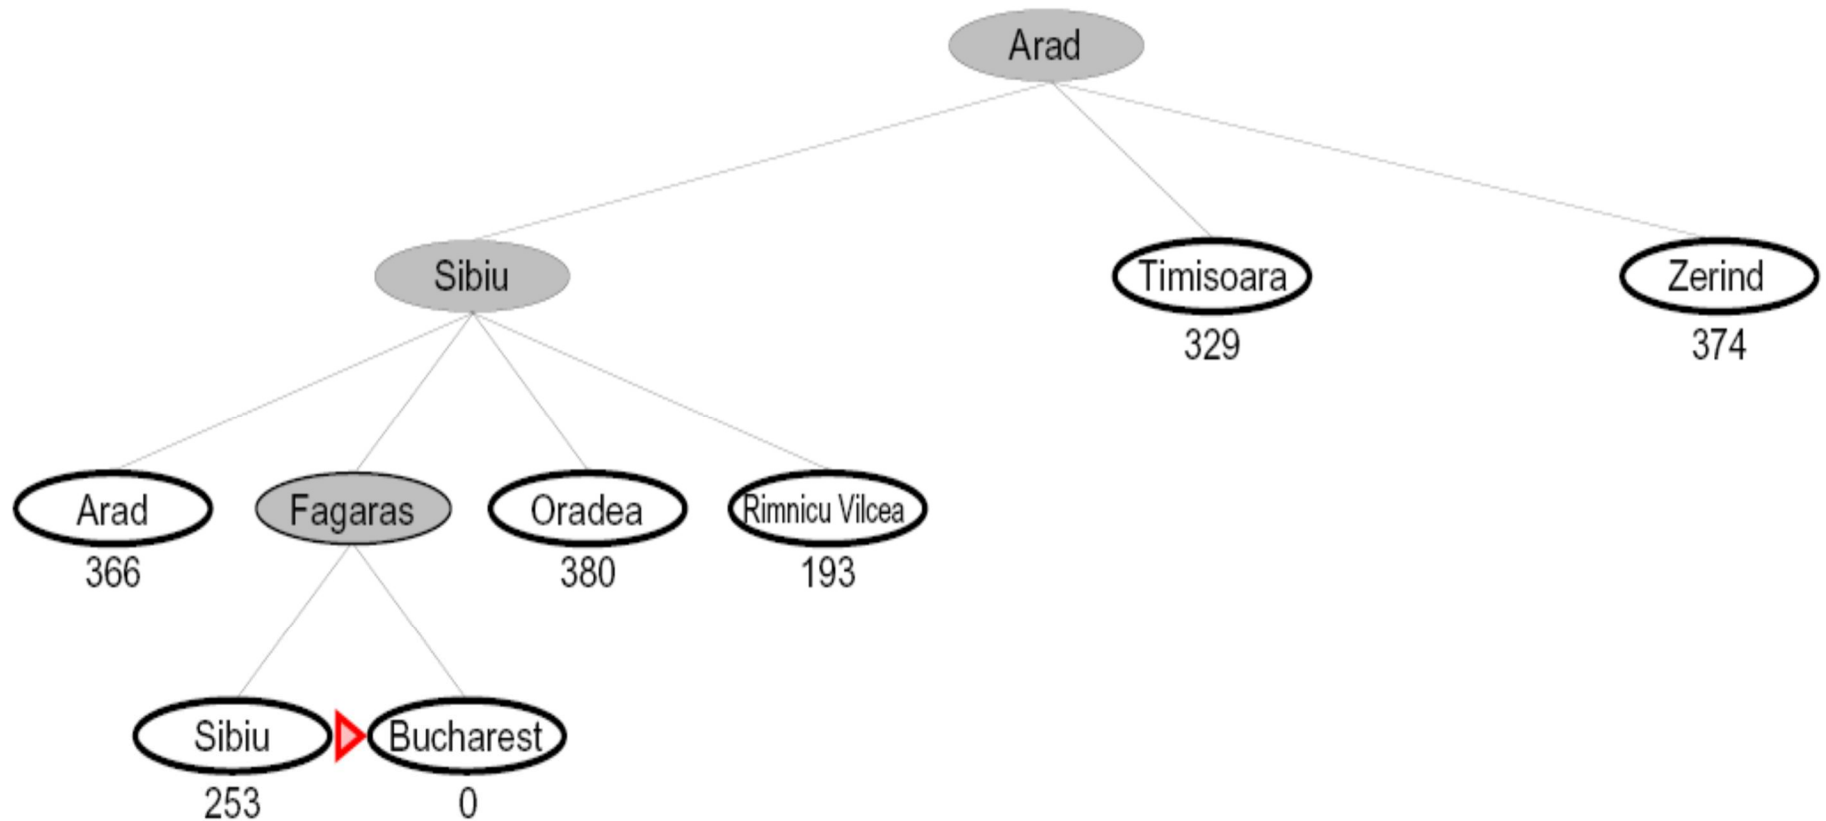 Arad
Sibiu
Timisoara
Zerind
329
374
Arad
Fagaras
Oradea
Rimnicu Vilcea
366
380
193
Sibiu
Bucharest
253
0